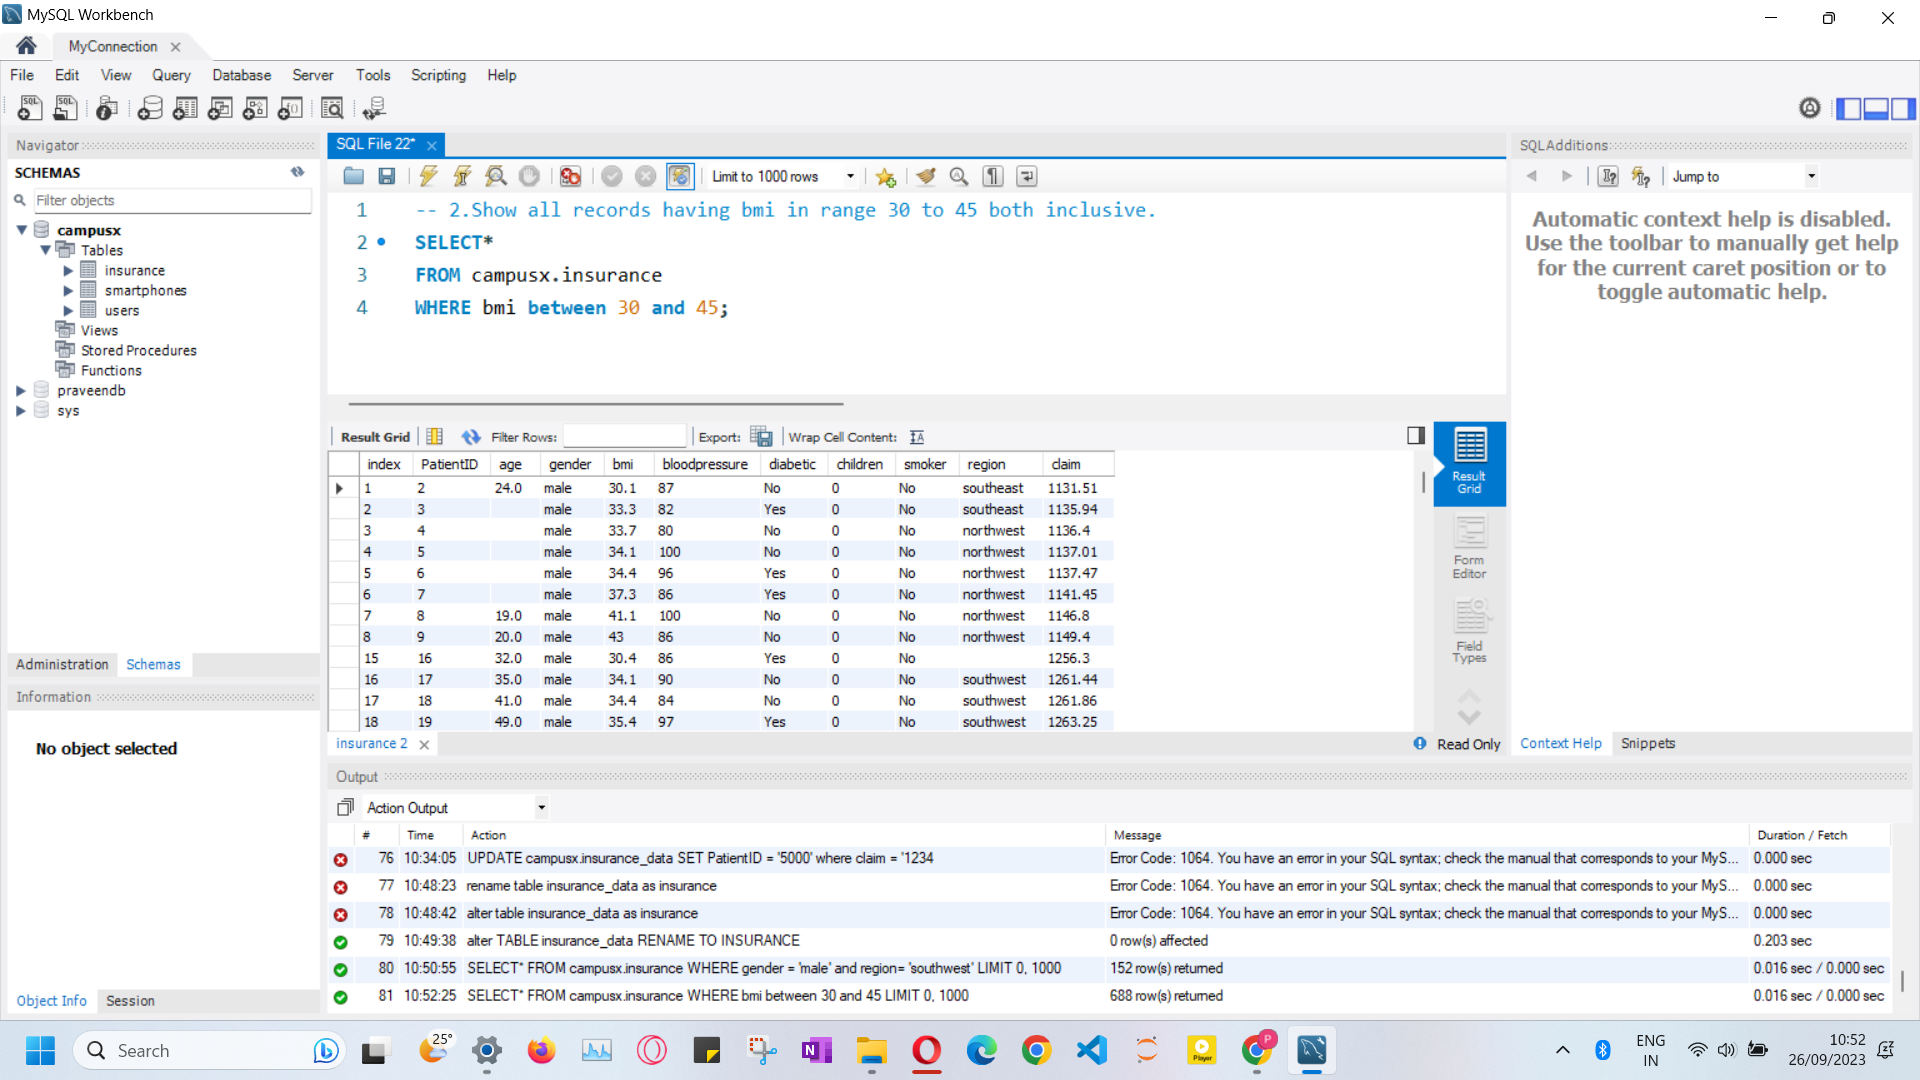 MySQL Workbench
MyConnection
File Edit View Query Database Server Tools Scripting Help
Navigator
SCHEMAS
Filter objects
campusx
Tables
insurance
smartphones
users
Views
Stored Procedures
Functions
praveendb
sys
Administration Schemas
Information
No object selected
Object Info Session
SQL File 22*
Limit to 1000 rows
1 -- 2.Show all records having bmi in range 30 to 45 both inclusive.
2 SELECT*
3 FROM campusx.insurance
4 WHERE bmi between 30 and 45;
Result Grid Filter Rows: Export: Wrap Cell Content:
index PatientID age gender bmi bloodpressure diabetic children smoker region claim
1 2 24.0 male 30.1 87 No 0 No southeast 1131.51
2 3 male 33.3 82 Yes 0 No southeast 1135.94
3 4 male 33.7 80 No 0 No northwest 1136.4
4 5 male 34.1 100 No 0 No northwest 1137.01
5 6 male 34.4 96 Yes 0 No northwest 1137.47
6 7 male 37.3 86 Yes 0 No northwest 1141.45
7 8 19.0 male 41.1 100 No 0 No northwest 1146.8
8 9 20.0 male 43 86 No 0 No northwest 1149.4
15 16 32.0 male 30.4 86 Yes 0 No 1256.3
16 17 35.0 male 34.1 90 No 0 No southwest 1261.44
17 18 41.0 male 34.4 84 No 0 No southwest 1261.86
18 19 49.0 male 35.4 97 Yes 0 No southwest 1263.25
Result
Grid
Form
Editor
Field
Types
insurance 2
Read Only
SQLAdditions
Jump to
Automatic context help is disabled.
Use the toolbar to manually get help
for the current caret position or to
toggle automatic help.
Context Help Snippets
Output
Action Output
# Time Action Message Duration / Fetch
76 10:34:05 UPDATE campusx.insurance_data SET PatientID = '5000' where claim = '1234 Error Code: 1064. You have an error in your SQL syntax; check the manual that corresponds to your MyS... 0.000 sec
77 10:48:23 rename table insurance_data as insurance Error Code: 1064. You have an error in your SQL syntax; check the manual that corresponds to your MyS... 0.000 sec
78 10:48:42 alter table insurance_data as insurance Error Code: 1064. You have an error in your SQL syntax; check the manual that corresponds to your MyS... 0.000 sec
79 10:49:38 alter TABLE insurance_data RENAME TO INSURANCE 0 row(s) affected 0.203 sec
80 10:50:55 SELECT* FROM campusx.insurance WHERE gender = 'male' and region= 'southwest' LIMIT 0, 1000 152 row(s) returned 0.016 sec / 0.000 sec
81 10:52:25 SELECT* FROM campusx.insurance WHERE bmi between 30 and 45 LIMIT 0, 1000 688 row(s) returned 0.016 sec / 0.000 sec
Search
25°
Player
P
ENG
IN
10:52
26/09/2023